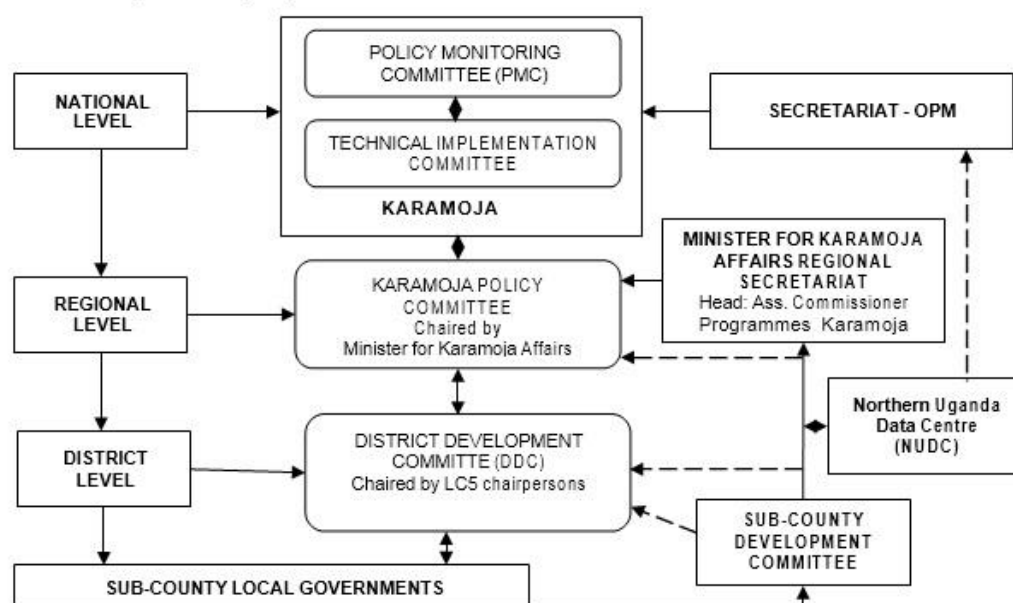 POLICY MONITORING
COMMITTEE (PMC)
NATIONAL
LEVEL
SECRETARIAT - OPM
TECHNICAL IMPLEMENTATION
COMMITTEE
KARAMOJA
MINISTER FOR KARAMOJA
AFFAIRS REGIONAL
SECRETARIAT
Head: Ass. Commissioner
Programmes Karamoja
REGIONAL
LEVEL
KARAMOJA POLICY
COMMITTEE
Chaired by
Minister for Karamoja Affairs
Northern Uganda
Data Centre
(NUDC)
DISTRICT
LEVEL
DISTRICT DEVELOPMENT
COMMITTE (DDC)
Chaired by LC5 chairpersons
SUB-COUNTY
DEVELOPMENT
COMMITTEE
SUB-COUNTY LOCAL GOVERNMENTS